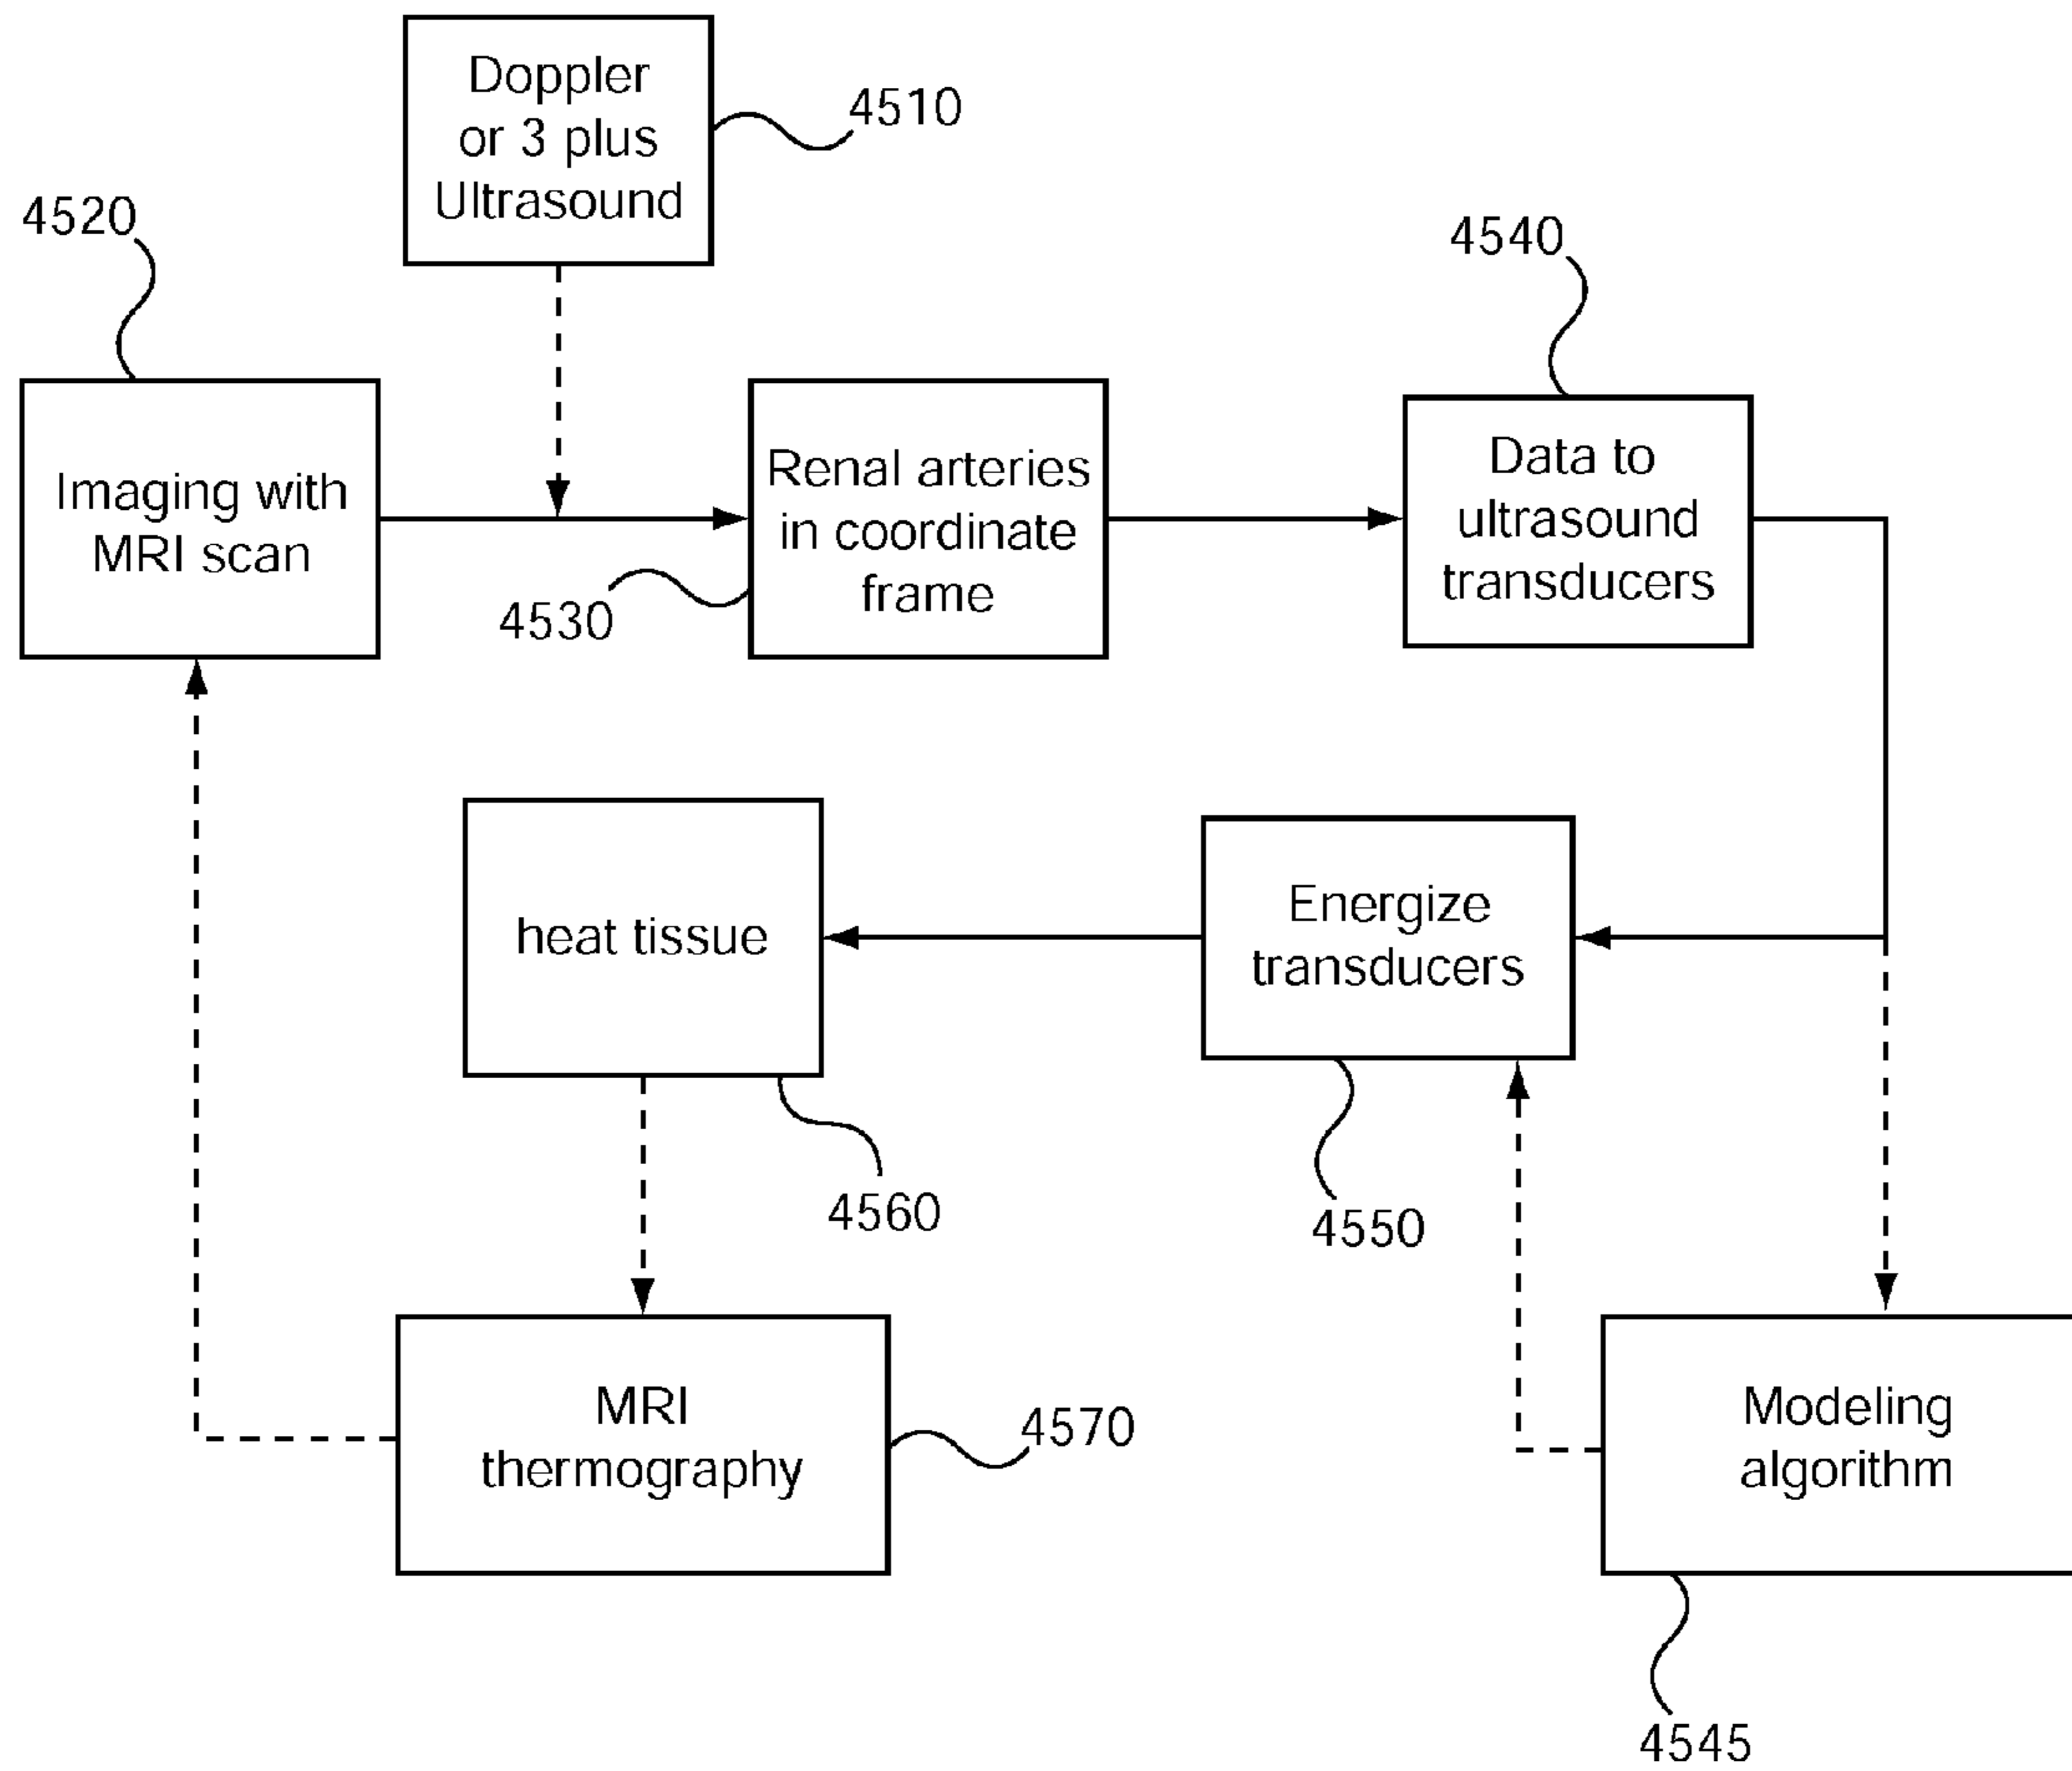 Doppler
or 3 plus
Ultrasound
4510
4520
4540
Imaging with
MRI scan
Renal arteries
in coordinate
frame
4530
Data to
ultrasound
transducers
heat tissue
Energize
transducers
4560
4550
MRI
thermography
4570
Modeling
algorithm
4545